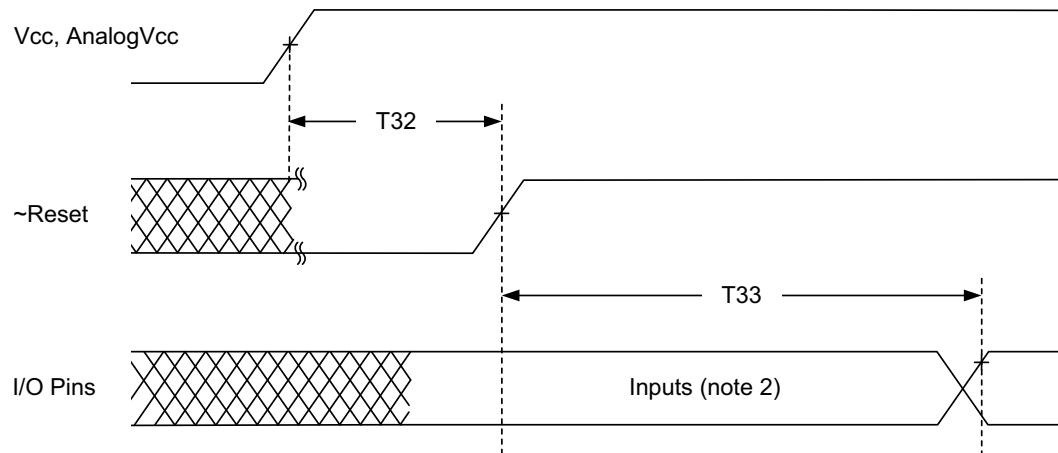 Vcc, AnalogVcc
T32
~Reset
T33
I/O Pins
Inputs (note 2)